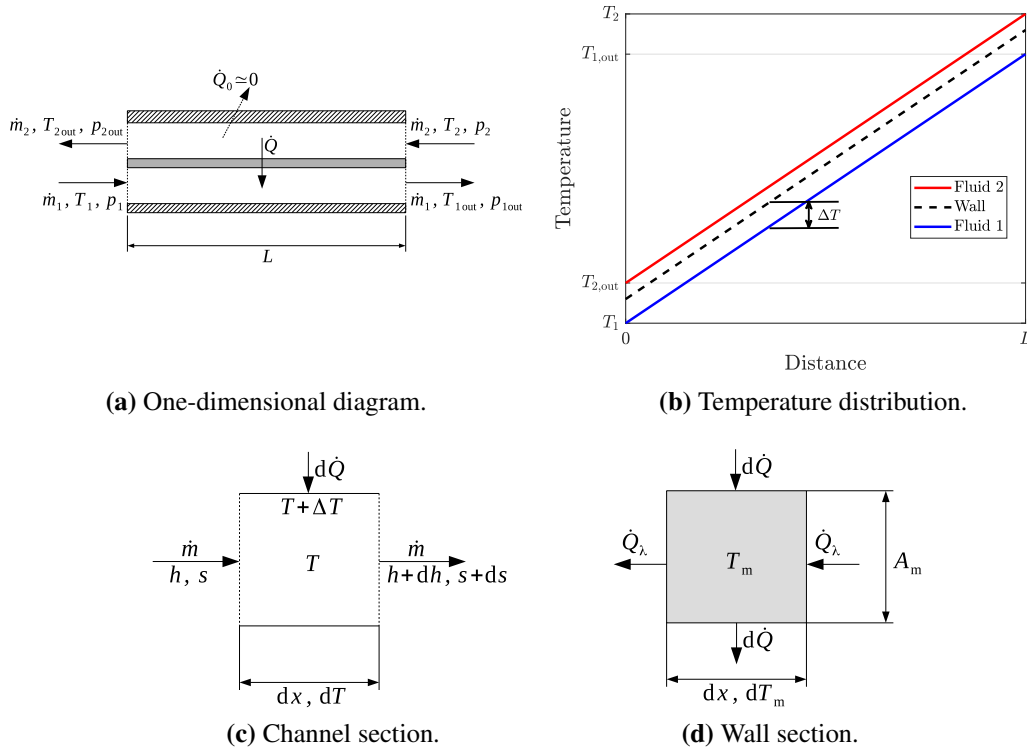 Q̇₀≃0
ṁ₂, T₂out, p₂out
ṁ₂, T₂, p₂
Q̇
ṁ₁, T₁, p₁
ṁ₁, T₁out, p₁out
L
(a) One-dimensional diagram.
T₂
T₁,out
Temperature
Fluid 2
Wall
Fluid 1
ΔT
T₂,out
T₁
0
L
Distance
(b) Temperature distribution.
dQ̇
T+ΔT
ṁ
h, s
T
ṁ
h+dh, s+ds
dx, dT
(c) Channel section.
dQ̇
Q̇λ
Tm
Q̇λ
Am
dQ̇
dx, dTm
(d) Wall section.